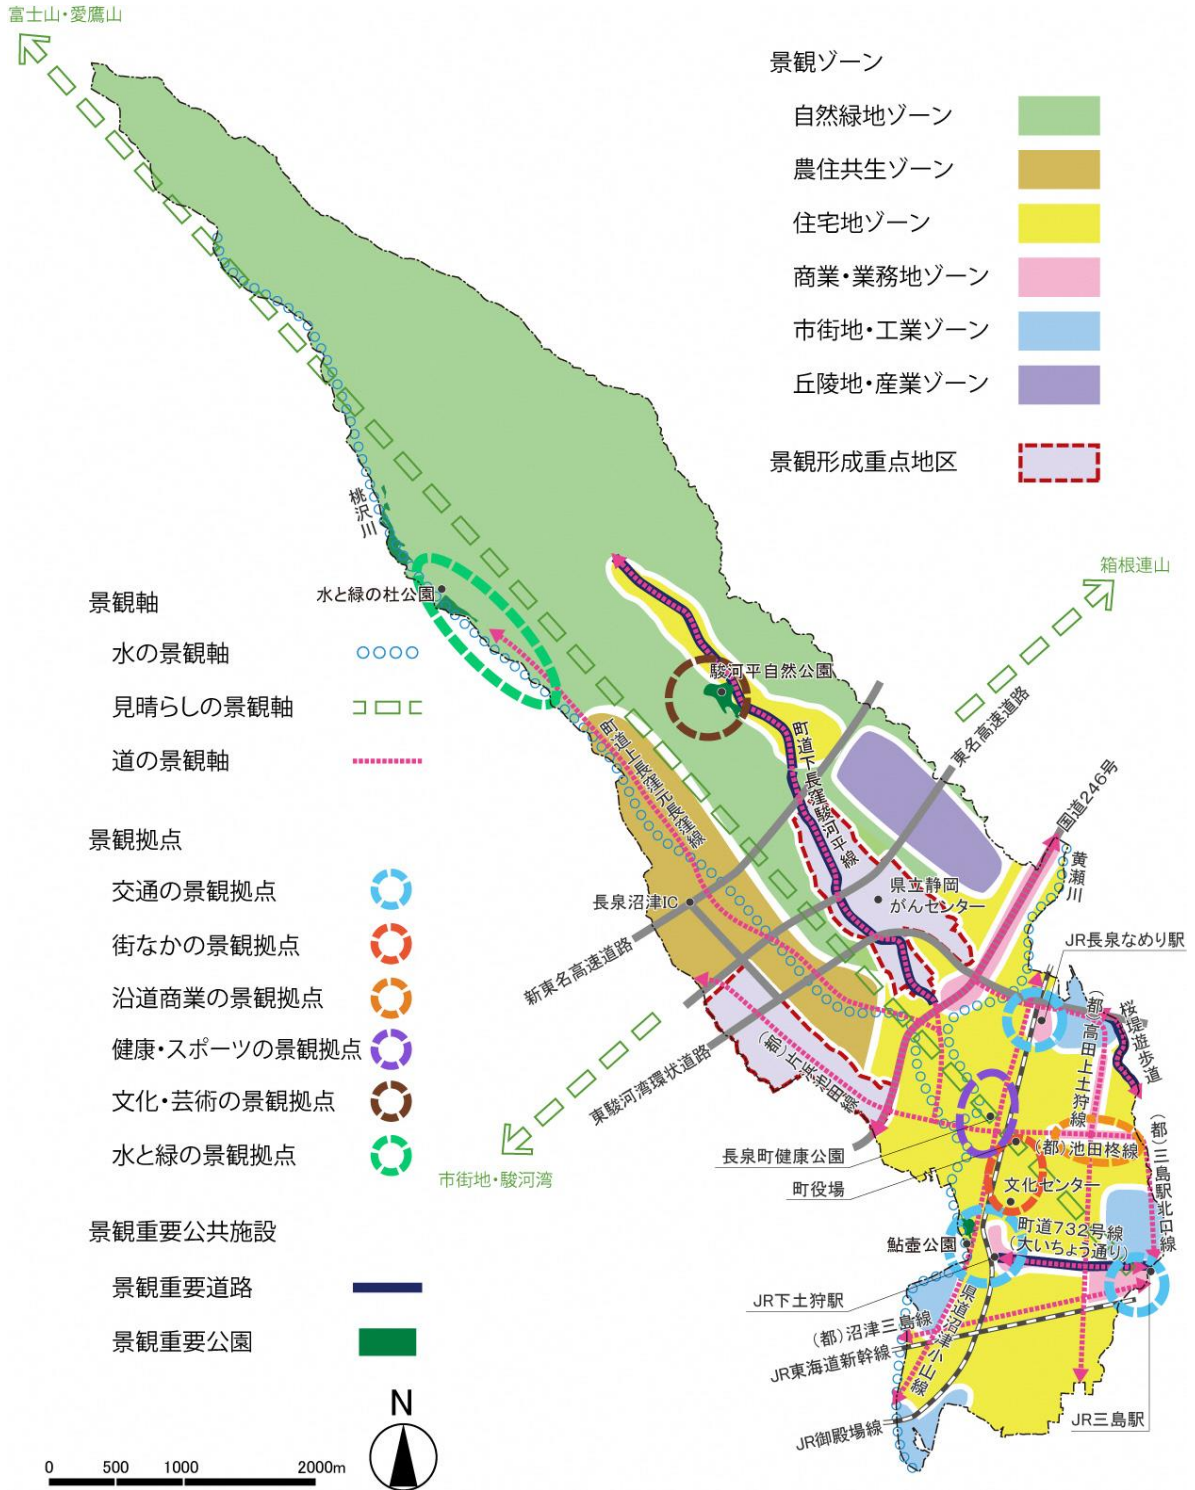 富士山・愛鷹山
景観ゾーン
自然緑地ゾーン
農住共生ゾーン
住宅地ゾーン
商業・業務地ゾーン
市街地・工業ゾーン
丘陵地・産業ゾーン
景観形成重点地区
桃沢川
箱根連山
水と緑の杜公園
景観軸
水の景観軸
見晴らしの景観軸
道の景観軸
駿河平自然公園
東名高速道路
町道上長窪元長窪線
町道下長窪駿河平線
国道246号
黄瀬川
景観拠点
交通の景観拠点
街なかの景観拠点
沿道商業の景観拠点
健康・スポーツの景観拠点
文化・芸術の景観拠点
水と緑の景観拠点
長泉沼津IC
県立静岡
がんセンター
JR長泉なめり駅
新東名高速道路
(都)片浜池田線
東駿河湾環状道路
(都)高田上土狩線
桜堤遊歩道
(都)池田柊線
(都)三島駅北口線
長泉町健康公園
市街地・駿河湾
町役場
文化センター
景観重要公共施設
景観重要道路
景観重要公園
町道732号線
(大いちょう通り)
鮎壺公園
JR下土狩駅
県道沼津小山線
(都)沼津三島線
JR東海道新幹線
JR御殿場線
JR三島駅
N
0 500 1000 2000m